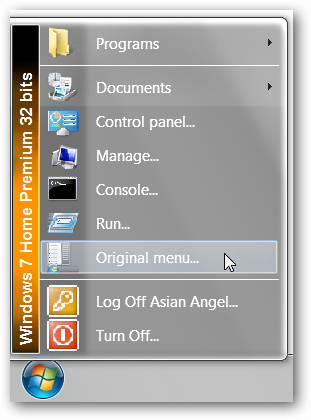 Windows 7 Home Premium 32 bits
Programs
Documents
Control panel...
Manage...
Console...
Run...
Original menu...
Log Off Asian Angel...
Turn Off...